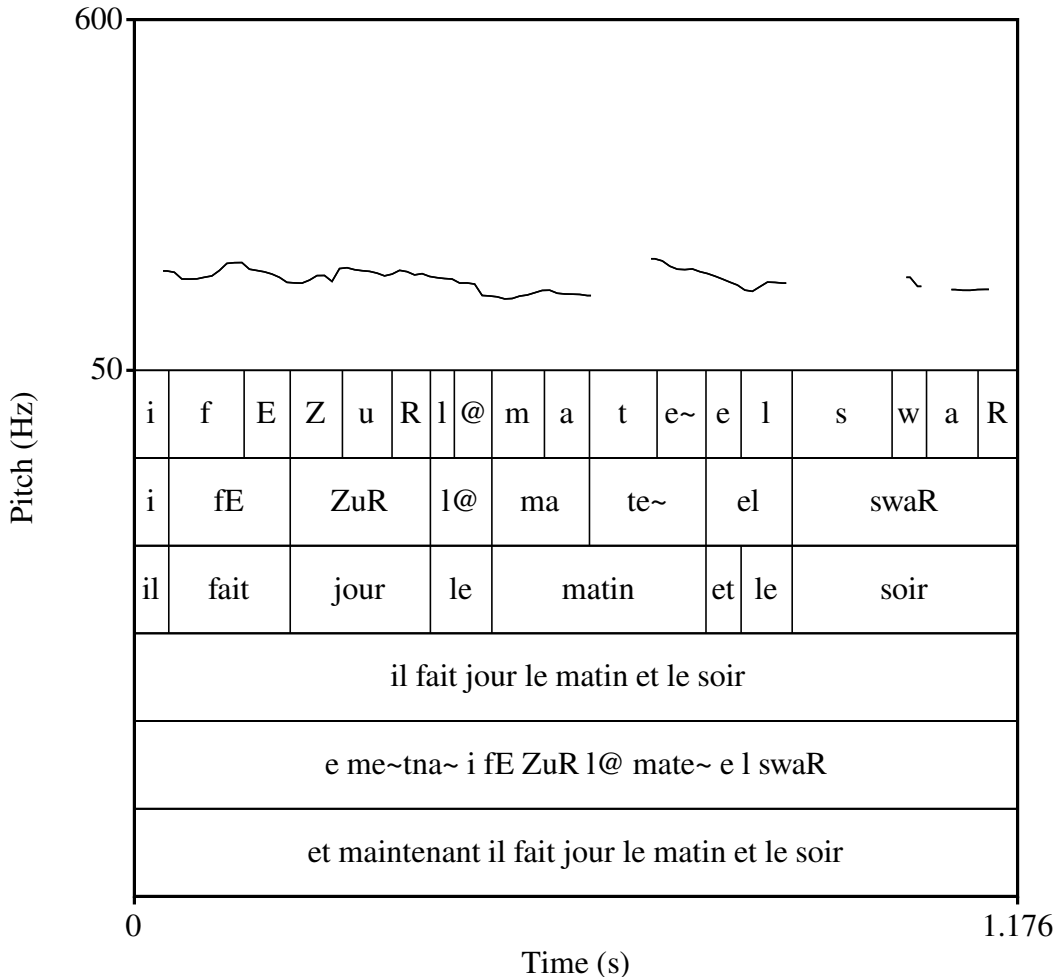 600
50
Pitch (Hz)
i f E Z u R l @ m a t e~ e l s w a R
i fE ZuR l@ ma te~ el swaR
il fait jour le matin et le soir
il fait jour le matin et le soir
e me~tna~ i fE ZuR l@ mate~ e l swaR
et maintenant il fait jour le matin et le soir
0 1.176
Time (s)